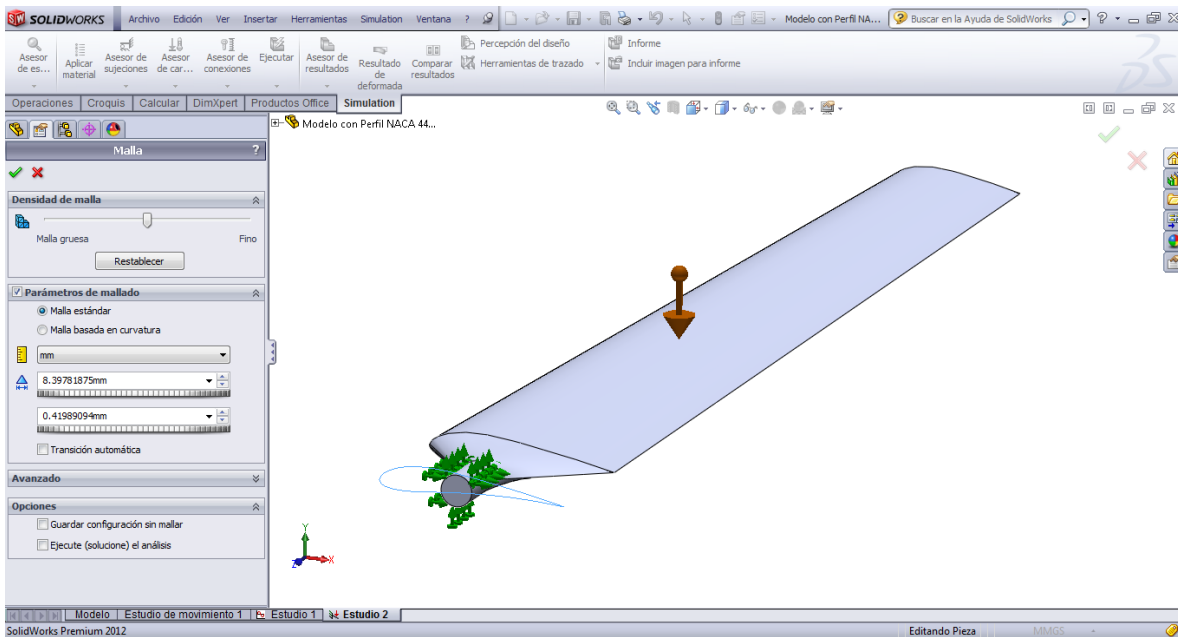 SOLIDWORKS Archivo Edición Ver Insertar Herramientas Simulation Ventana ? Modelo con Perfil NA... Buscar en la Ayuda de SolidWorks
Asesor de es...
Aplicar material
Asesor de sujeciones
Asesor de car...
Asesor de conexiones
Ejecutar
Asesor de resultados
Resultado de deformada
Comparar resultados
Percepción del diseño
Herramientas de trazado
Informe
Incluir imagen para informe
Operaciones Croquis Calcular DimXpert Productos Office Simulation
Modelo con Perfil NACA 44...
Malla ?
Densidad de malla
Malla gruesa Fino
Restablecer
Parámetros de mallado
Malla estándar
Malla basada en curvatura
mm
8.39781875mm
0.41989094mm
Transición automática
Avanzado
Opciones
Guardar configuración sin mallar
Ejecute (solucione) el análisis
Y
X
Z
Modelo Estudio de movimiento 1 Estudio 1 Estudio 2
SolidWorks Premium 2012 Editando Pieza MMGS